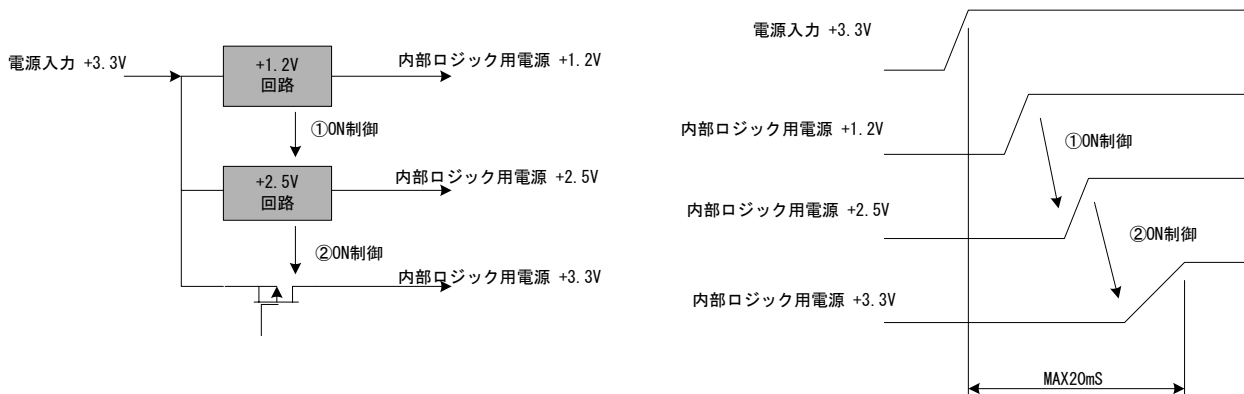 電源入力 +3.3V
+1.2V
回路
内部ロジック用電源 +1.2V
①ON制御
+2.5V
回路
内部ロジック用電源 +2.5V
②ON制御
内部ロジック用電源 +3.3V
電源入力 +3.3V
内部ロジック用電源 +1.2V
①ON制御
内部ロジック用電源 +2.5V
②ON制御
内部ロジック用電源 +3.3V
MAX20mS